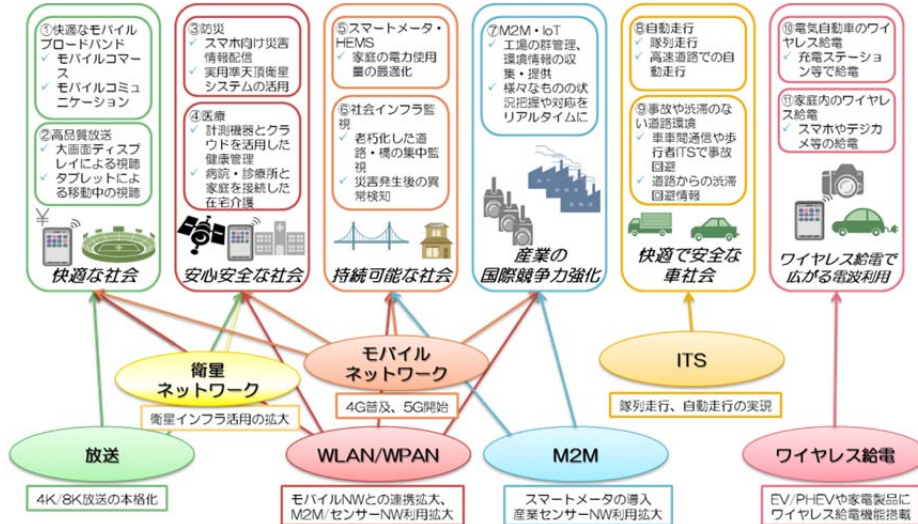 ①快適なモバイル
ブロードバンド
✓ モバイルコマー
ス
✓ モバイルコミュ
ニケーション
②高品質放送
✓ 大画面ディスプ
レイによる視聴
✓ タブレットによ
る移動中の視聴
¥
快適な社会
③防災
✓ スマホ向け災害
情報配信
✓ 実用準天頂衛星
システムの活用
④医療
✓ 計測機器とクラ
ウドを活用した
健康管理
✓ 病院・診療所と
家庭を接続した
在宅介護
安心安全な社会
⑤スマートメータ・
HEMS
✓ 家庭の電力使用
量の最適化
⑥社会インフラ監
視
✓ 老朽化した道
路・橋の集中監
視
✓ 災害発生後の異
常検知
持続可能な社会
⑦M2M・IoT
✓ 工場の群管理、
環境情報の収
集・提供
✓ 様々なものの状
況把握や対応を
リアルタイムに
産業の
国際競争力強化
⑧自動走行
✓ 隊列走行
✓ 高速道路での自
動走行
⑨事故や渋滞のな
い道路環境
✓ 車車間通信や歩
行者ITSで事故
回避
✓ 道路からの渋滞
回避情報
快適で安全な
車社会
⑩電気自動車のワ
イヤレス給電
✓ 充電ステーション
等で給電
⑪家庭内のワイヤ
レス給電
✓ スマホやデジカ
メ等の給電
ワイヤレス給電で
広がる電波利用
衛星
ネットワーク
衛星インフラ活用の拡大
モバイル
ネットワーク
4G普及、5G開始
ITS
隊列走行、自動走行の実現
放送
4K/8K放送の本格化
WLAN/WPAN
モバイルNWとの連携拡大、
M2M/センサーNW利用拡大
M2M
スマートメータの導入
産業センサーNW利用拡大
ワイヤレス給電
EV/PHEVや家電製品に
ワイヤレス給電機能搭載